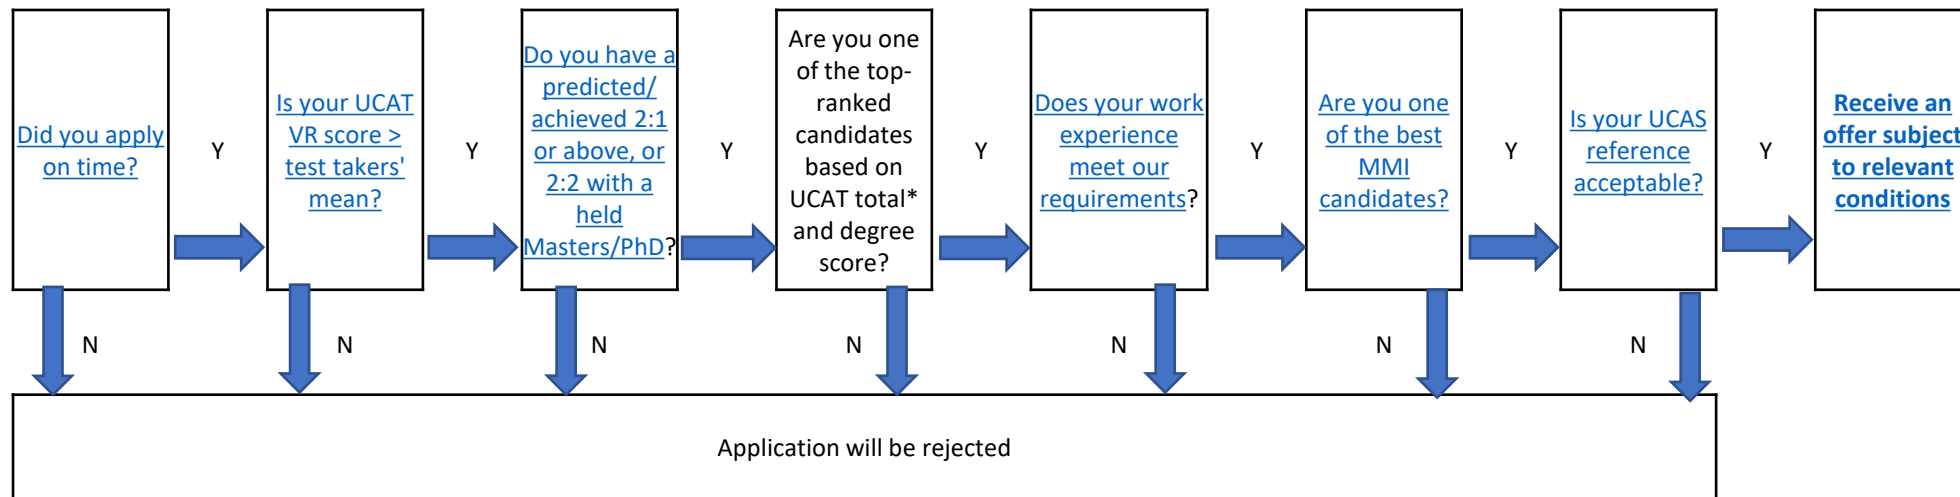 Did you apply
on time?
Y
Is your UCAT
VR score >
test takers'
mean?
Y
Do you have a
predicted/
achieved 2:1
or above, or
2:2 with a
held
Masters/PhD?
Y
Are you one
of the top-
ranked
candidates
based on
UCAT total*
and degree
score?
Y
Does your work
experience
meet our
requirements?
Y
Are you one
of the best
MMI
candidates?
Y
Is your UCAS
reference
acceptable?
Y
Receive an
offer subject
to relevant
conditions
N
N
N
N
N
N
N
Application will be rejected